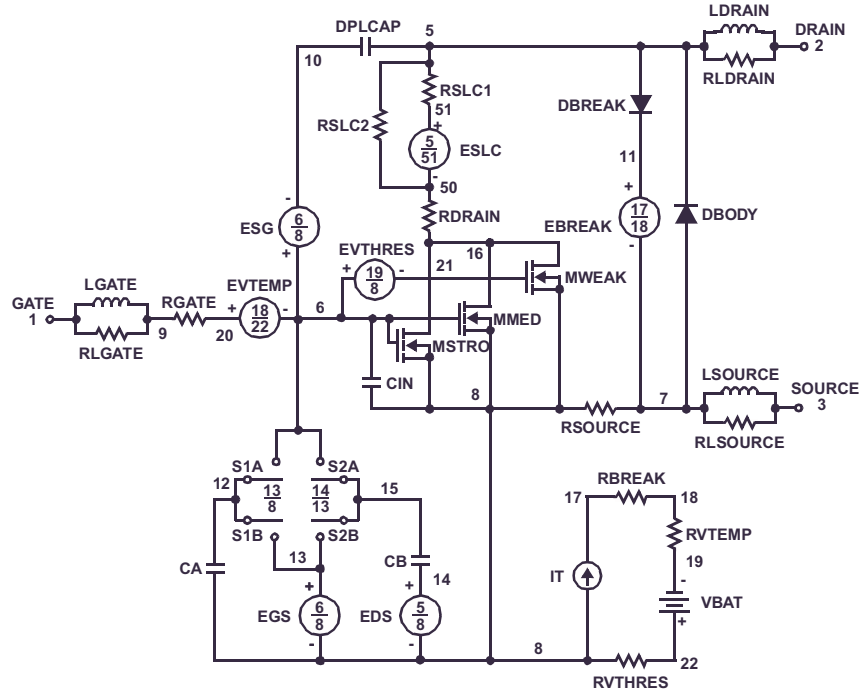 LDRAIN
DPLCAP 5 DRAIN
10 2
RLDRAIN
RSLC1
51
DBREAK
RSLC2
+
5
51
ESLC
-
50
11
-
+
ESG 6
8
+
RDRAIN
EBREAK 17
18
-
DBODY
EVTHRES
+ 19
8
- 21
16
MWEAK
LGATE
GATE
1
RLGATE
9
RGATE
20
EVTEMP
+ 18
22
-
6
MMED
MSTRO
CIN
8
RSOURCE
7
LSOURCE
SOURCE
3
RLSOURCE
S1A S2A
12 13
8
14
13
15
S1B S2B
13
CA
CB
14
+ +
EGS 6
8
EDS 5
8
- -
8
RBREAK
17 18
RVTEMP
19
IT
-
VBAT
+
22
RVTHRES